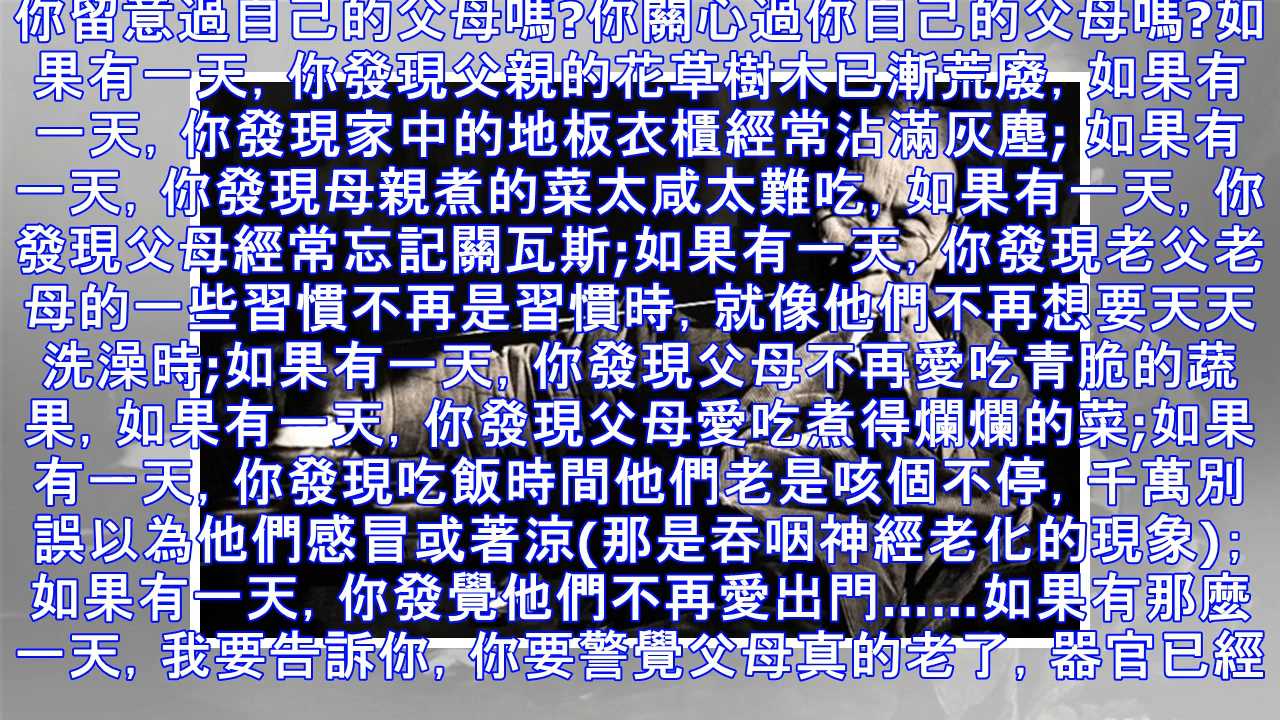 你留意過自己的父母嗎?你關心過你自己的父母嗎?如
果有一天, 你發現父親的花草樹木已漸荒廢, 如果有
一天, 你發現家中的地板衣櫃經常沾滿灰塵; 如果有
一天, 你發現母親煮的菜太咸太難吃, 如果有一天, 你
發現父母經常忘記關瓦斯;如果有一天, 你發現老父老
母的一些習慣不再是習慣時, 就像他們不再想要天天
洗澡時;如果有一天, 你發現父母不再愛吃青脆的蔬
果, 如果有一天, 你發現父母愛吃煮得爛爛的菜;如果
有一天, 你發現吃飯時間他們老是咳個不停, 千萬別
誤以為他們感冒或著涼(那是吞咽神經老化的現象);
如果有一天, 你發覺他們不再愛出門……如果有那麼
一天, 我要告訴你, 你要警覺父母真的老了, 器官已經